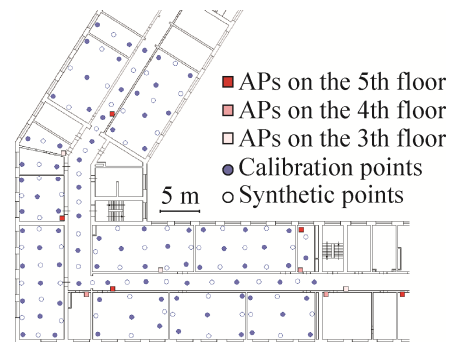 APs on the 5th floor
APs on the 4th floor
APs on the 3th floor
Calibration points
5 m
Synthetic points